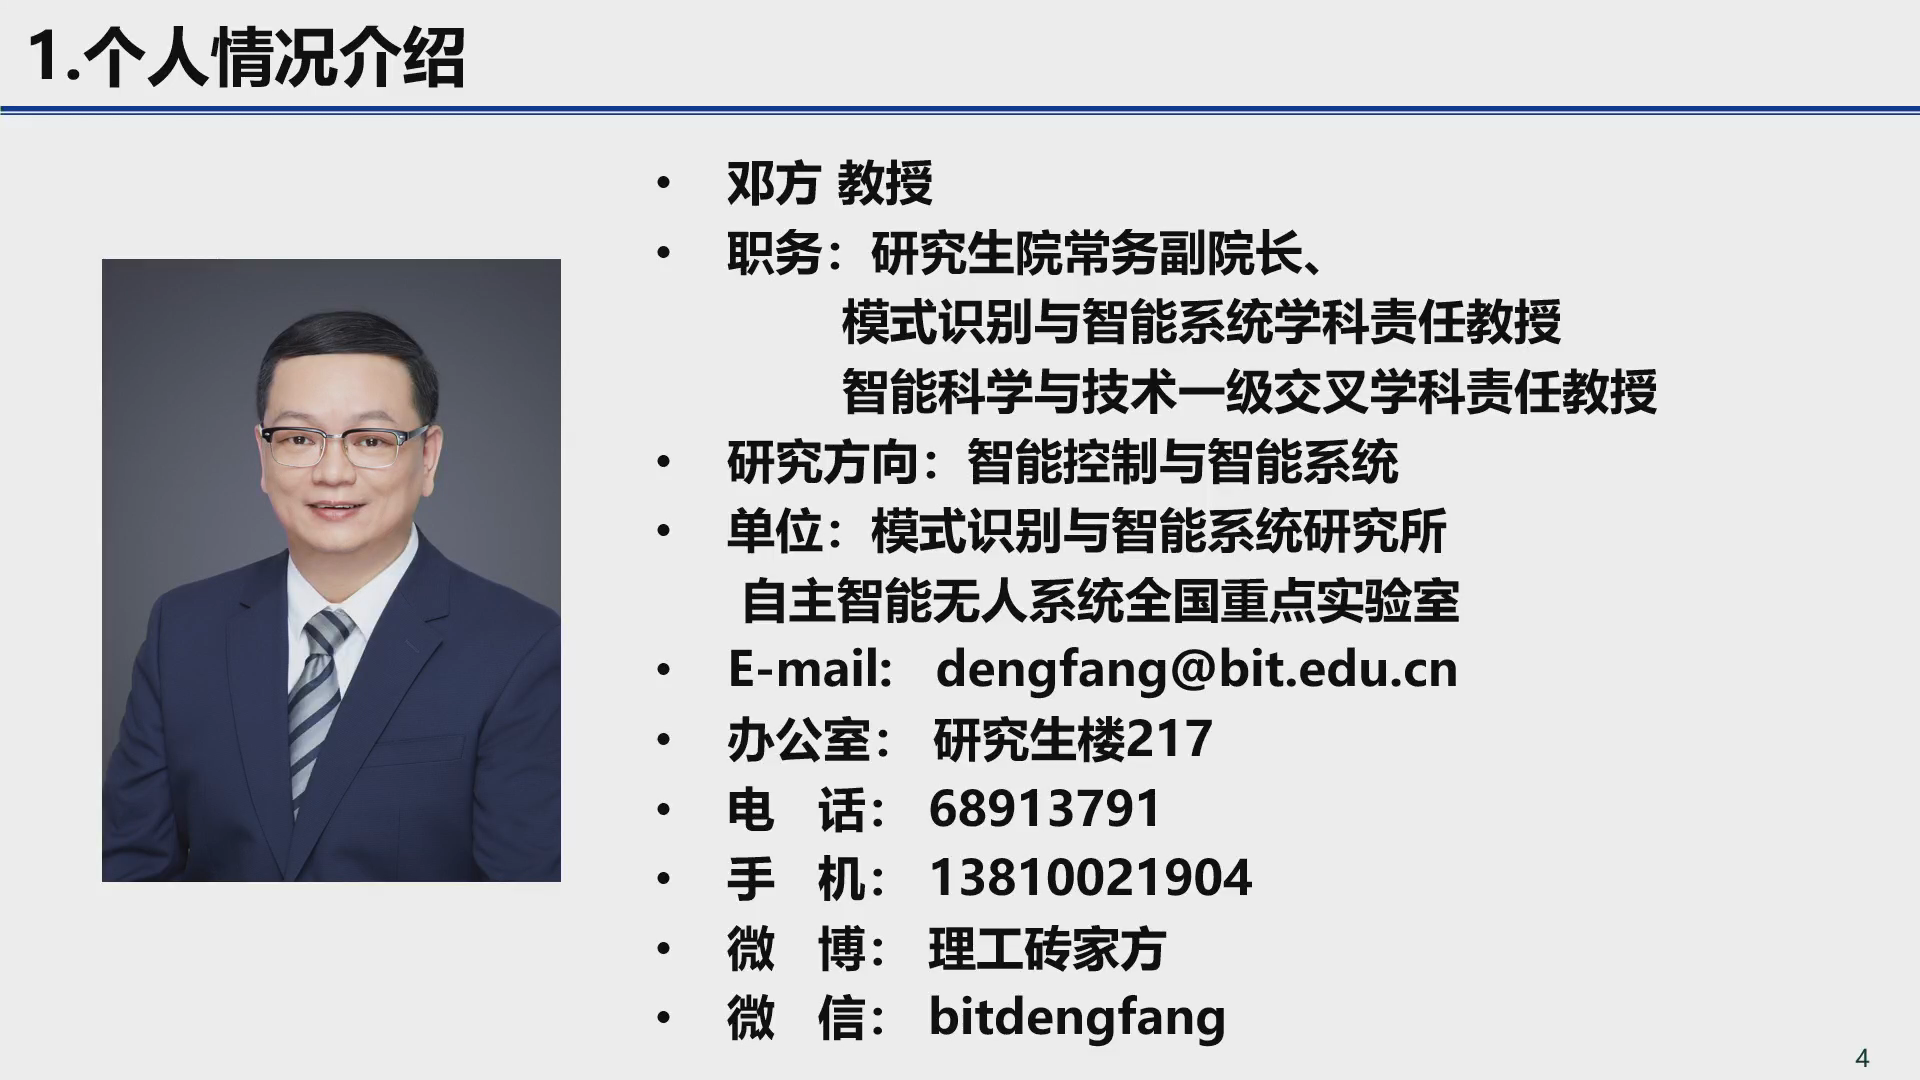 1.个人情况介绍
• 邓方 教授
• 职务：研究生院常务副院长、
模式识别与智能系统学科责任教授
智能科学与技术一级交叉学科责任教授
• 研究方向：智能控制与智能系统
• 单位：模式识别与智能系统研究所
自主智能无人系统全国重点实验室
• E-mail: dengfang@bit.edu.cn
• 办公室： 研究生楼217
• 电 话： 68913791
• 手 机： 13810021904
• 微 博： 理工砖家方
• 微 信： bitdengfang
4